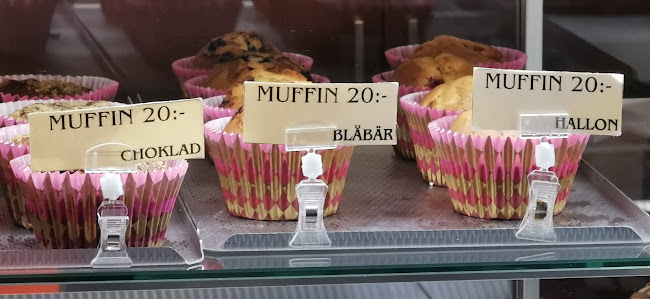 MUFFIN 20:-
CHOKLAD
MUFFIN 20:-
BLÅBÄR
MUFFIN 20:-
HALLON